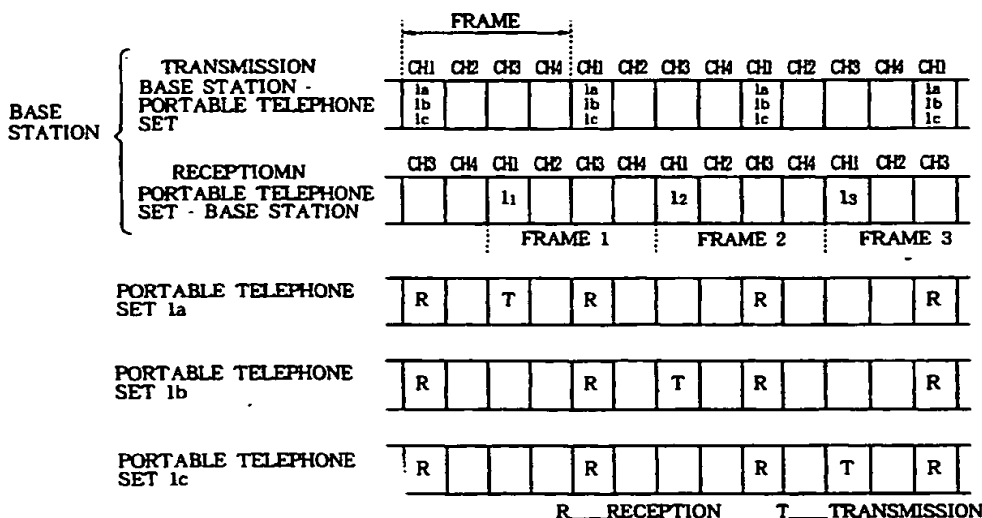 FRAME
TRANSMISSION
BASE STATION -
PORTABLE TELEPHONE
SET
CH1 CH2 CH3 CH4 CH1 CH2 CH3 CH4 CH1 CH2 CH3 CH4 CH1
1a 1a 1a 1a
1b 1b 1b 1b
1c 1c 1c 1c
BASE
STATION
RECEPTIOMN
PORTABLE TELEPHONE
SET - BASE STATION
CH3 CH4 CH1 CH2 CH3 CH4 CH1 CH2 CH3 CH4 CH1 CH2 CH3
11 12 13
FRAME 1 FRAME 2 FRAME 3
PORTABLE TELEPHONE
SET 1a
R T R R R
PORTABLE TELEPHONE
SET 1b
R R T R R
PORTABLE TELEPHONE
SET 1c
R R R T R
R___RECEPTION T___TRANSMISSION